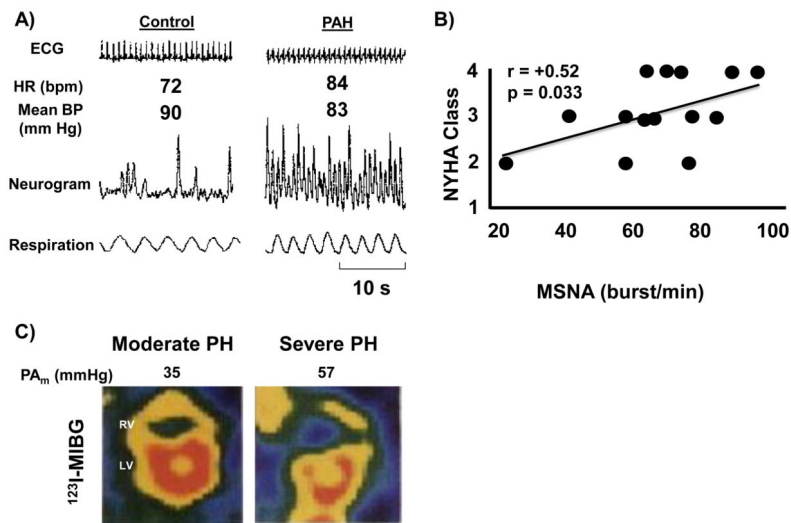 A)
Control PAH
ECG
HR (bpm) 72 84
Mean BP 90 83
(mm Hg)
Neurogram
Respiration
10 s
B)
r = +0.52
p = 0.033
NYHA Class
4
3
2
1
20 40 60 80 100
MSNA (burst/min)
C)
Moderate PH Severe PH
PAm (mmHg) 35 57
123I-MIBG
RV
LV